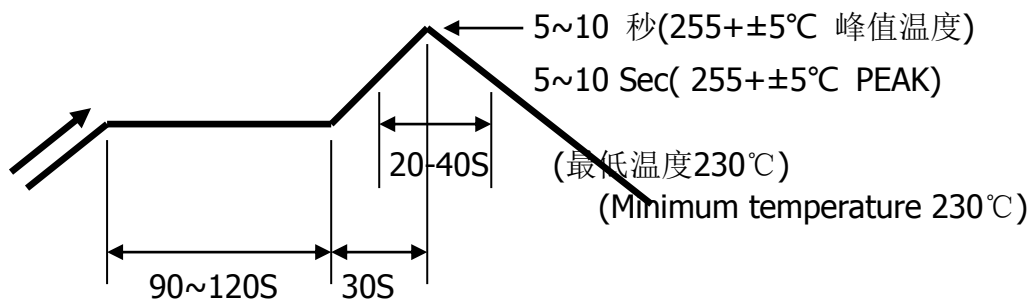 5~10 秒(255+±5℃ 峰值温度)
5~10 Sec( 255+±5℃ PEAK)
20-40S
(最低温度230℃)
(Minimum temperature 230℃)
90~120S
30S